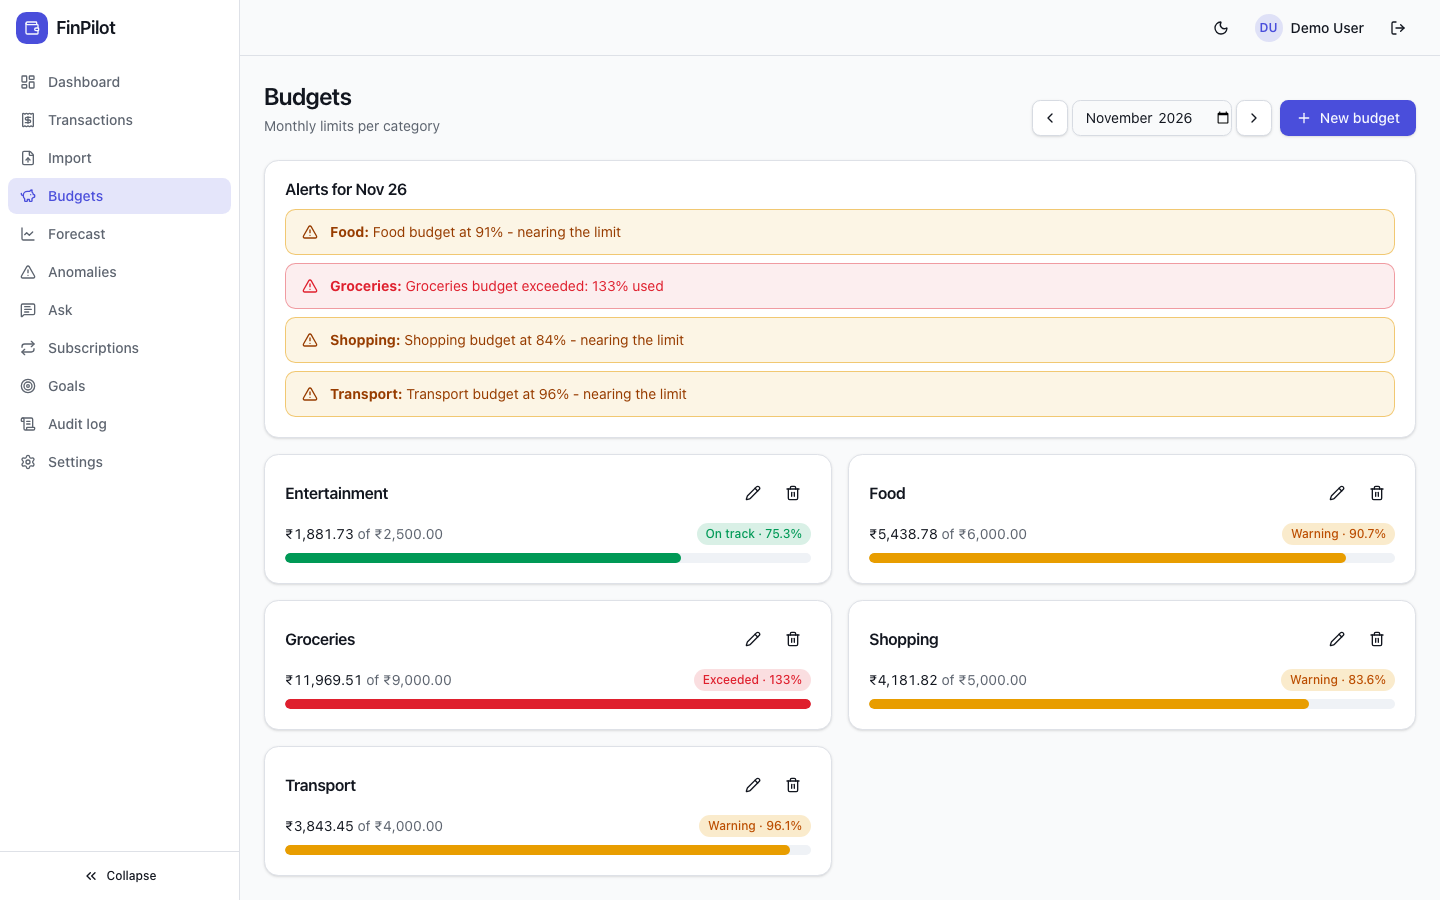 FinPilot
DU
Demo User
Dashboard
Transactions
Import
Budgets
Forecast
Anomalies
Ask
Subscriptions
Goals
Audit log
Settings
Collapse
Budgets
Monthly limits per category
November 2026
New budget
Alerts for Nov 26
Food: Food budget at 91% - nearing the limit
Groceries: Groceries budget exceeded: 133% used
Shopping: Shopping budget at 84% - nearing the limit
Transport: Transport budget at 96% - nearing the limit
Entertainment
₹1,881.73 of ₹2,500.00
On track · 75.3%
Food
₹5,438.78 of ₹6,000.00
Warning · 90.7%
Groceries
₹11,969.51 of ₹9,000.00
Exceeded · 133%
Shopping
₹4,181.82 of ₹5,000.00
Warning · 83.6%
Transport
₹3,843.45 of ₹4,000.00
Warning · 96.1%